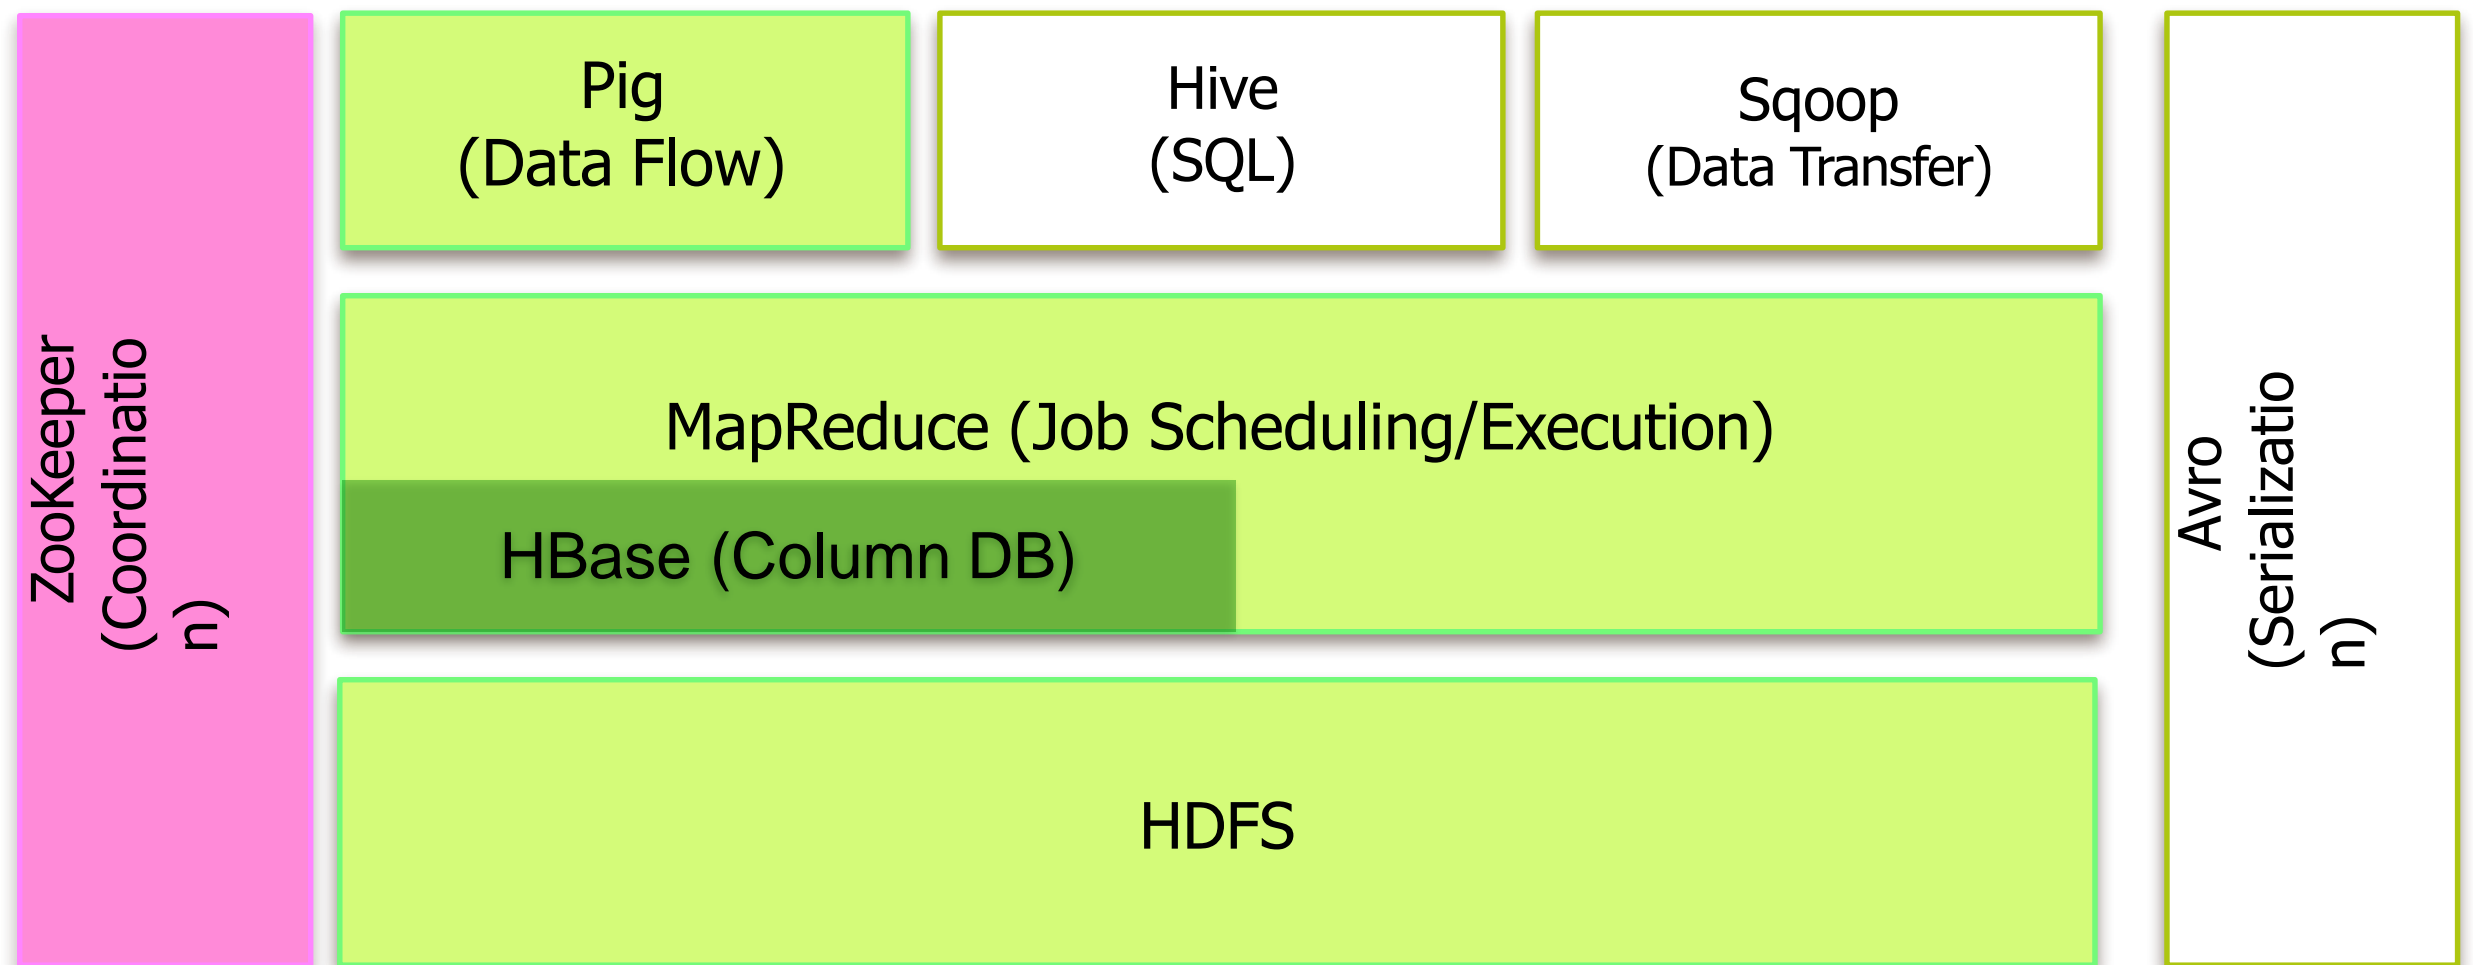 ZooKeeper
(Coordinatio
n)
Pig
(Data Flow)
Hive
(SQL)
Sqoop
(Data Transfer)
MapReduce (Job Scheduling/Execution)
HBase (Column DB)
HDFS
Avro
(Serializatio
n)